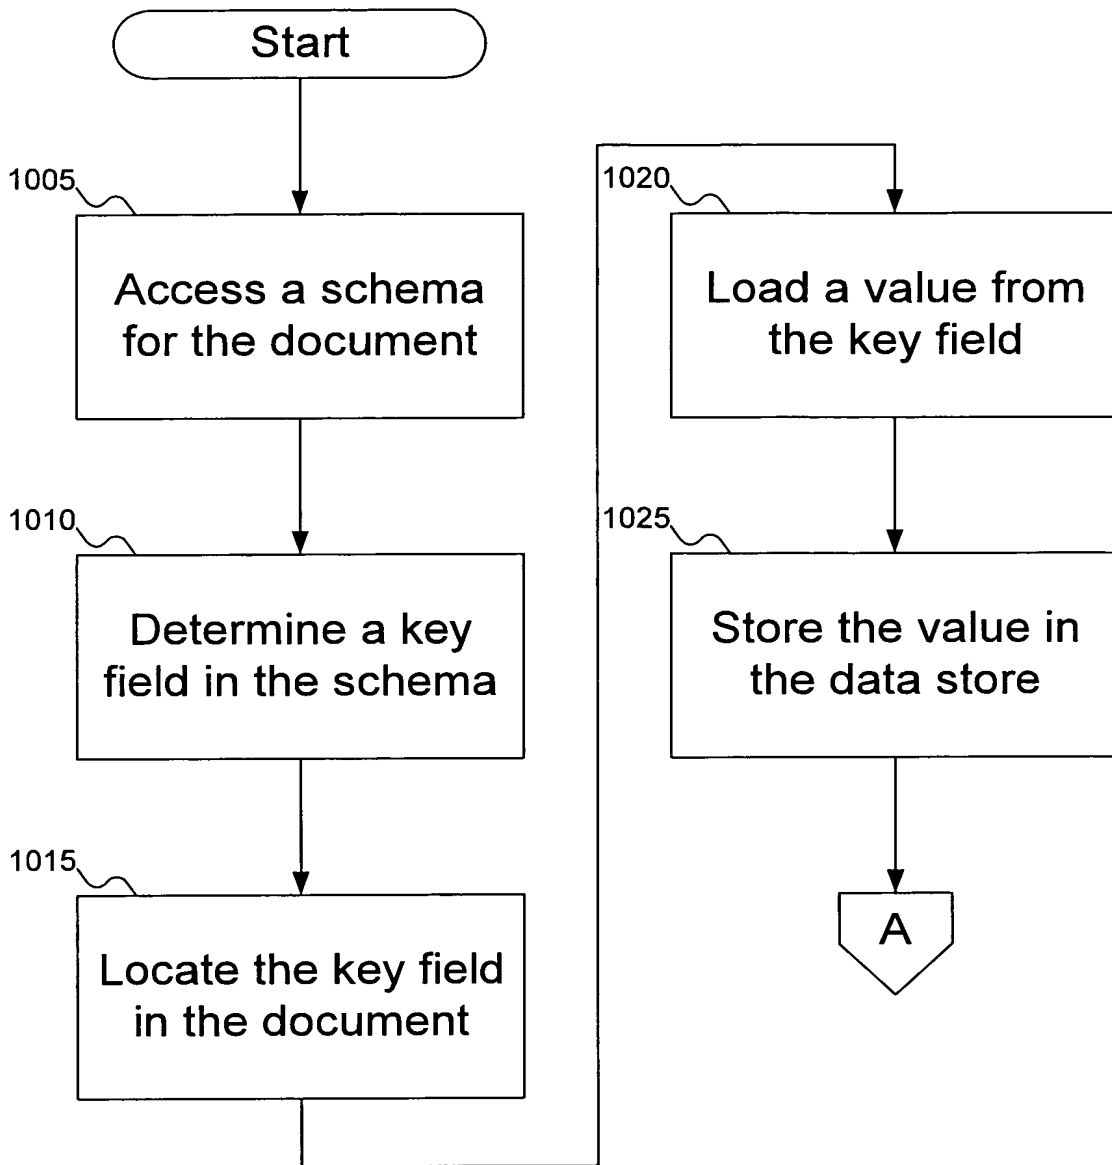 Start
1005
Access a schema
for the document
1010
Determine a key
field in the schema
1015
Locate the key field
in the document
1020
Load a value from
the key field
1025
Store the value in
the data store
A